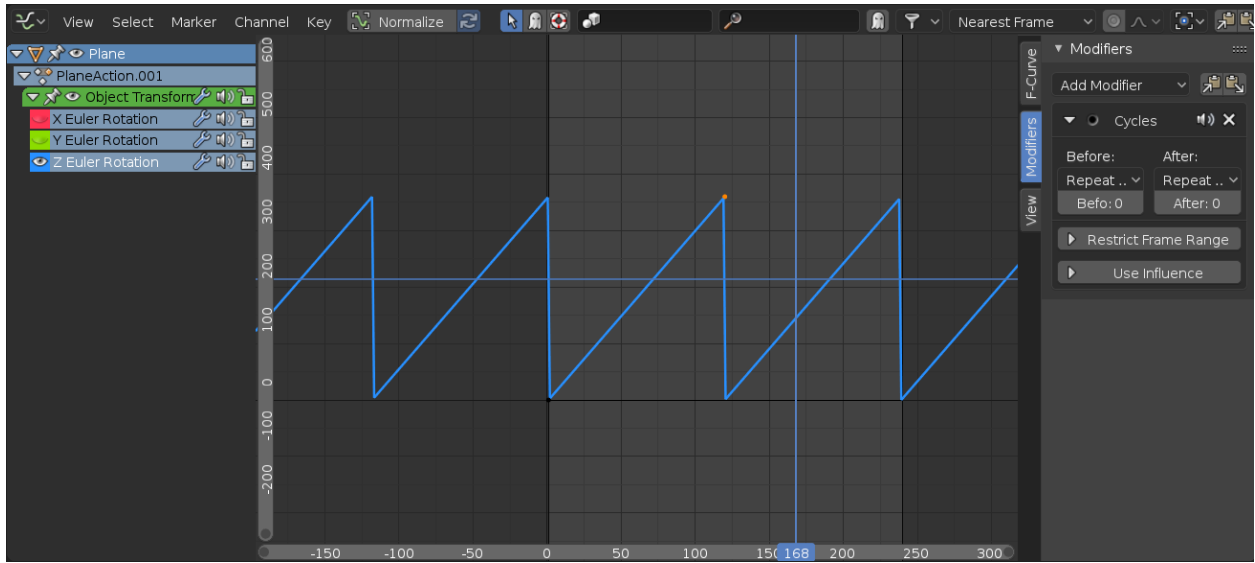 View Select Marker Channel Key Normalize Nearest Frame
Plane
PlaneAction.001
Object Transform
X Euler Rotation
Y Euler Rotation
Z Euler Rotation
600
500
400
300
200
100
0
-100
-200
-150 -100 -50 0 50 100 150 168 200 250 300
F-Curve
Modifiers
View
Modifiers
Add Modifier
Cycles
Before: After:
Repeat .. Repeat ..
Befo: 0 After: 0
Restrict Frame Range
Use Influence